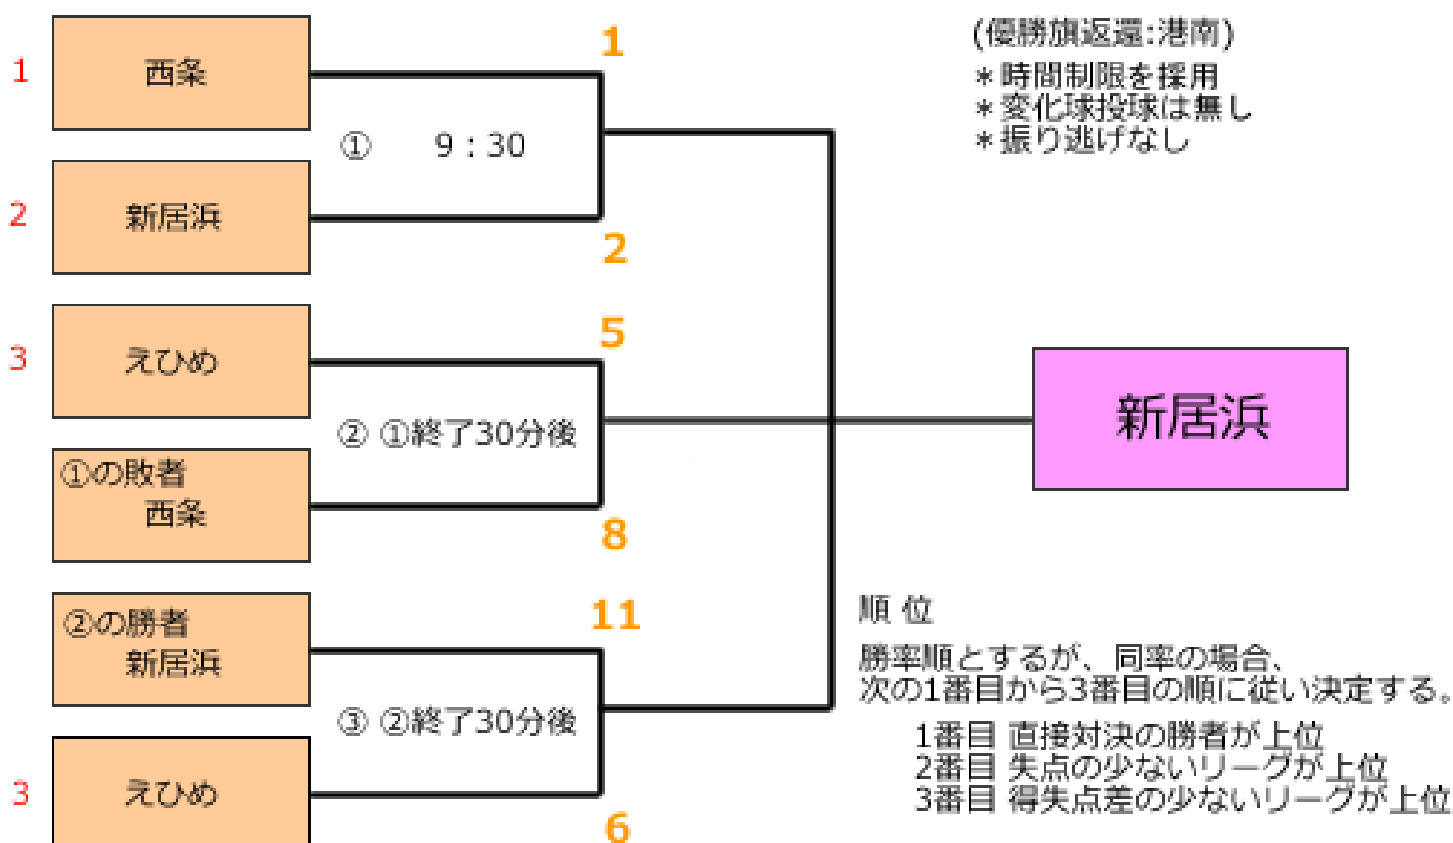 1
西条
1
① 9：30
2
新居浜
2
(優勝旗返還:港南)
＊時間制限を採用
＊変化球投球は無し
＊振り逃げなし
3
えひめ
5
② ①終了30分後
①の敗者
西条
8
新居浜
②の勝者
新居浜
11
③ ②終了30分後
3
えひめ
6
順 位
勝率順とするが、同率の場合、
次の1番目から3番目の順に従い決定する。
1番目 直接対決の勝者が上位
2番目 失点の少ないリーグが上位
3番目 得失点差の少ないリーグが上位